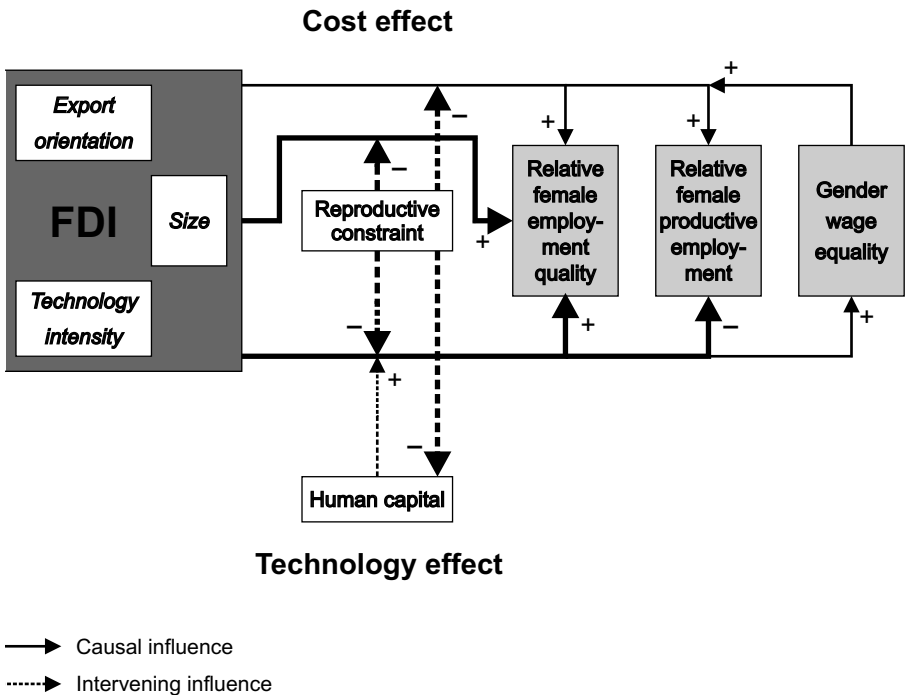 Cost effect
Export
orientation
FDI
Size
Technology
intensity
+
–
–
Reproductive
constraint
+
+
+
Relative
female
employ-
ment
quality
Relative
female
productive
employ-
ment
Gender
wage
equality
–
+
–
+
+
–
Human capital
Technology effect
Causal influence
Intervening influence